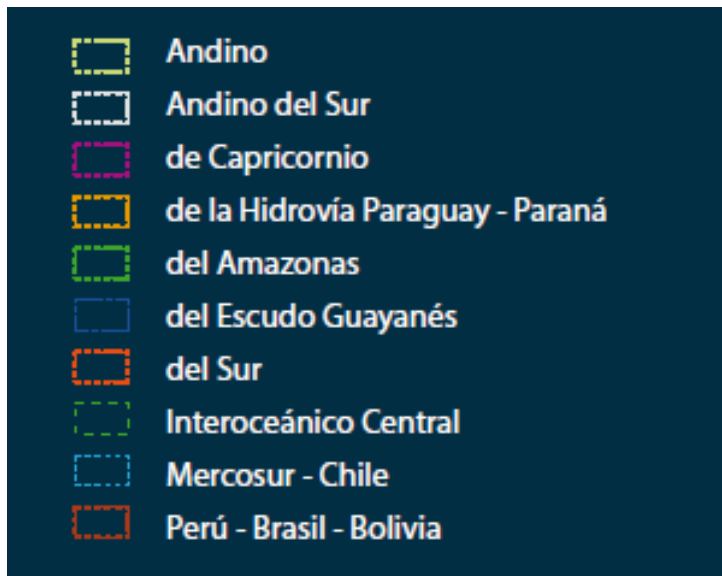 Andino
Andino del Sur
de Capricornio
de la Hidrovía Paraguay - Paraná
del Amazonas
del Escudo Guayanés
del Sur
Interoceánico Central
Mercosur - Chile
Perú - Brasil - Bolivia